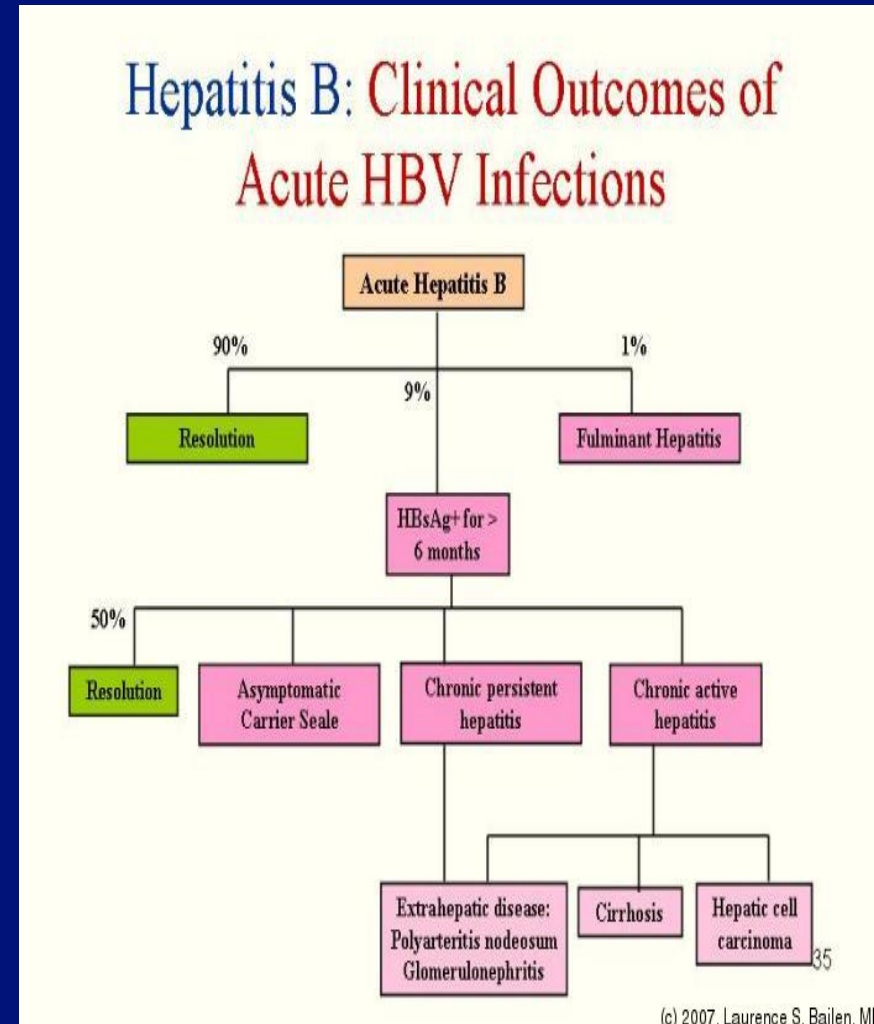 Hepatitis B: Clinical Outcomes of
Acute HBV Infections
Acute Hepatitis B
90%
1%
9%
Resolution
Fulminant Hepatitis
HBsAg+ for >
6 months
50%
Resolution
Asymptomatic
Carrier Seale
Chronic persistent
hepatitis
Chronic active
hepatitis
Extrahepatic disease:
Polyarteritis nodeosum
Glomerulonephritis
Cirrhosis
Hepatic cell
carcinoma
35
(c) 2007, Laurence S. Bailen, M